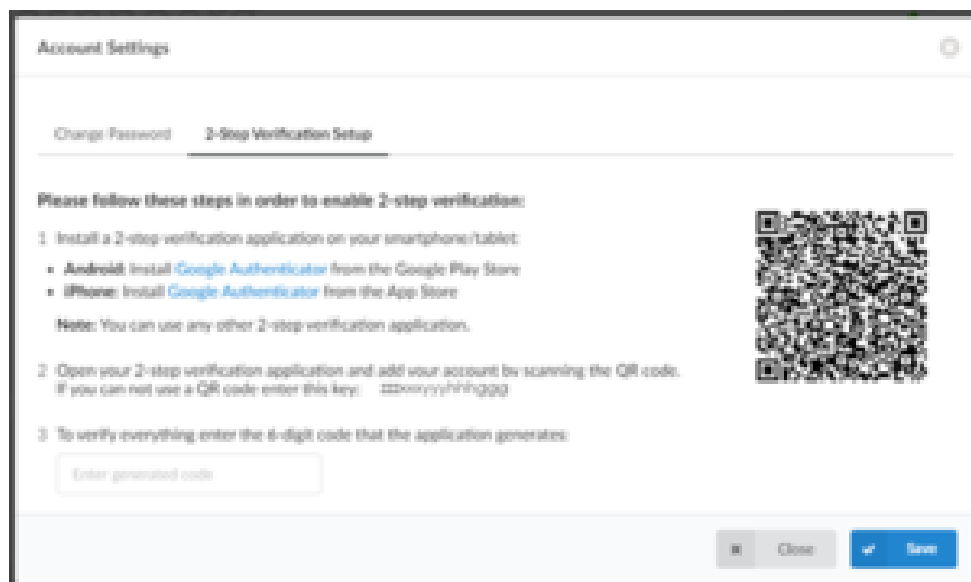 Account Settings
Change Password 2-Step Verification Setup
Please follow these steps in order to enable 2-step verification:
1 Install a 2-step verification application on your smartphone/tablet:
• Android: Install Google Authenticator from the Google Play Store
• iPhone: Install Google Authenticator from the App Store
Note: You can use any other 2-step verification application.
2 Open your 2-step verification application and add your account by scanning the QR code.
If you can not use a QR code enter this key:
3 To verify everything enter the 6-digit code that the application generates:
Enter generated code
Close Save